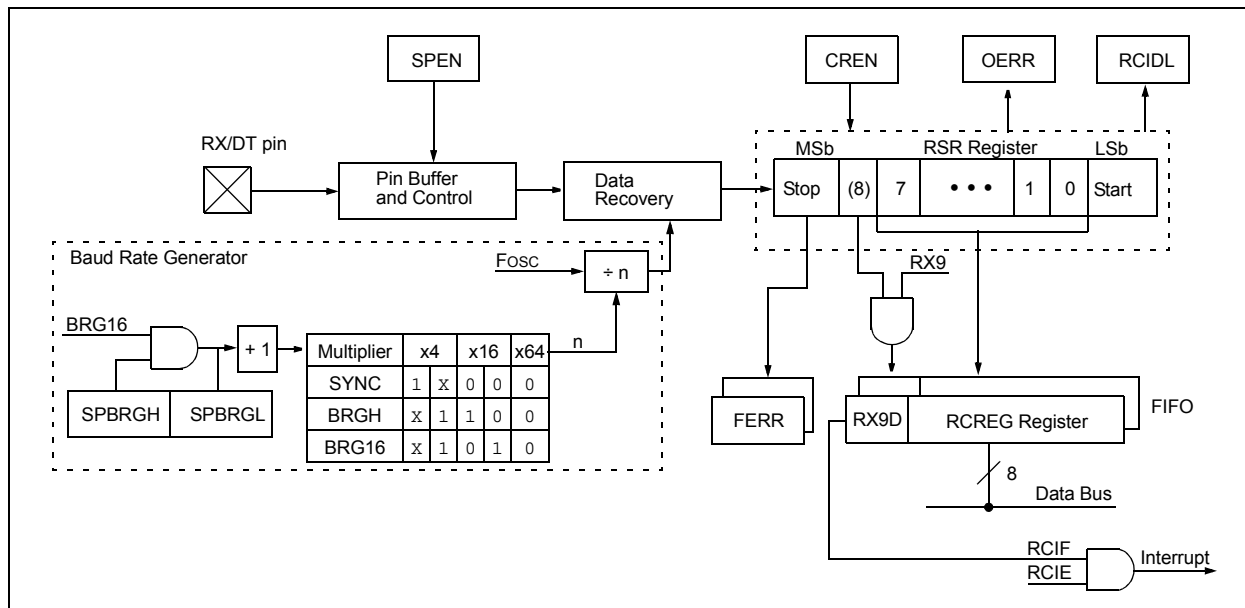 SPEN
CREN
OERR
RCIDL
RX/DT pin
MSb
RSR Register
LSb
Pin Buffer
and Control
Data
Recovery
Stop
(8)
7
• • •
1
0
Start
Baud Rate Generator
FOSC
÷ n
RX9
BRG16
+ 1
n
Multiplier x4 x16 x64
SYNC 1 X 0 0 0
BRGH X 1 1 0 0
BRG16 X 1 0 1 0
SPBRGH
SPBRGL
FERR
RX9D
RCREG Register
FIFO
8
Data Bus
RCIF
RCIE
Interrupt